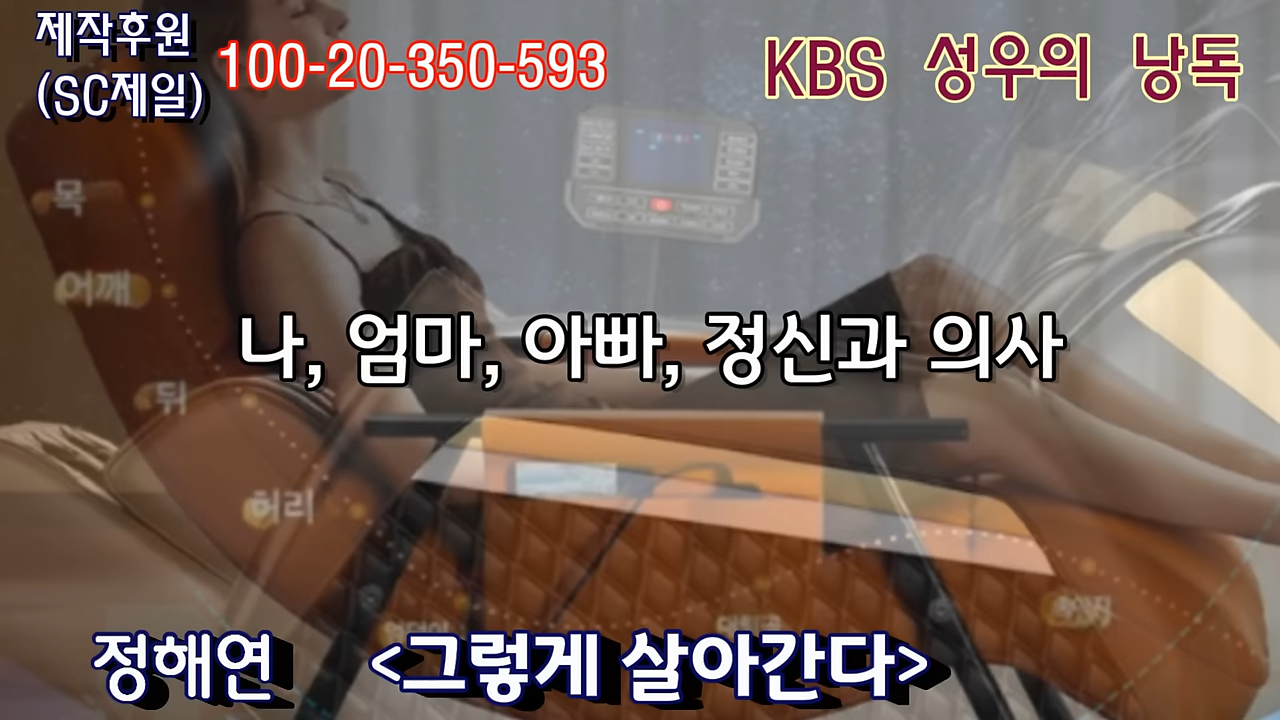 제작후원
(SC제일)
100-20-350-593
KBS 성우의 낭독
목
어깨
뒤
나, 엄마, 아빠, 정신과 의사
허리
정해연 <그렇게 살아간다>